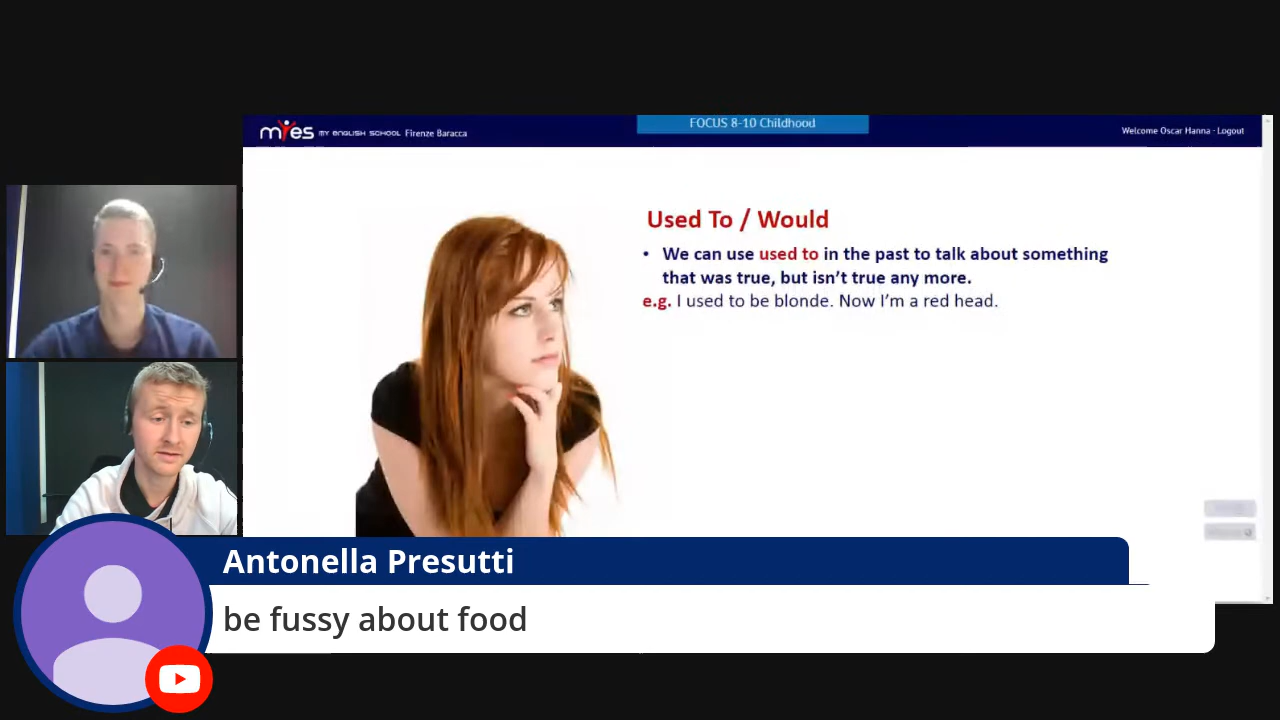 myes MY ENGLISH SCHOOL Firenze Baracca
FOCUS 8-10 Childhood
Welcome Oscar Hanna - Logout
Used To / Would
• We can use used to in the past to talk about something
that was true, but isn’t true any more.
e.g. I used to be blonde. Now I’m a red head.
Antonella Presutti
be fussy about food